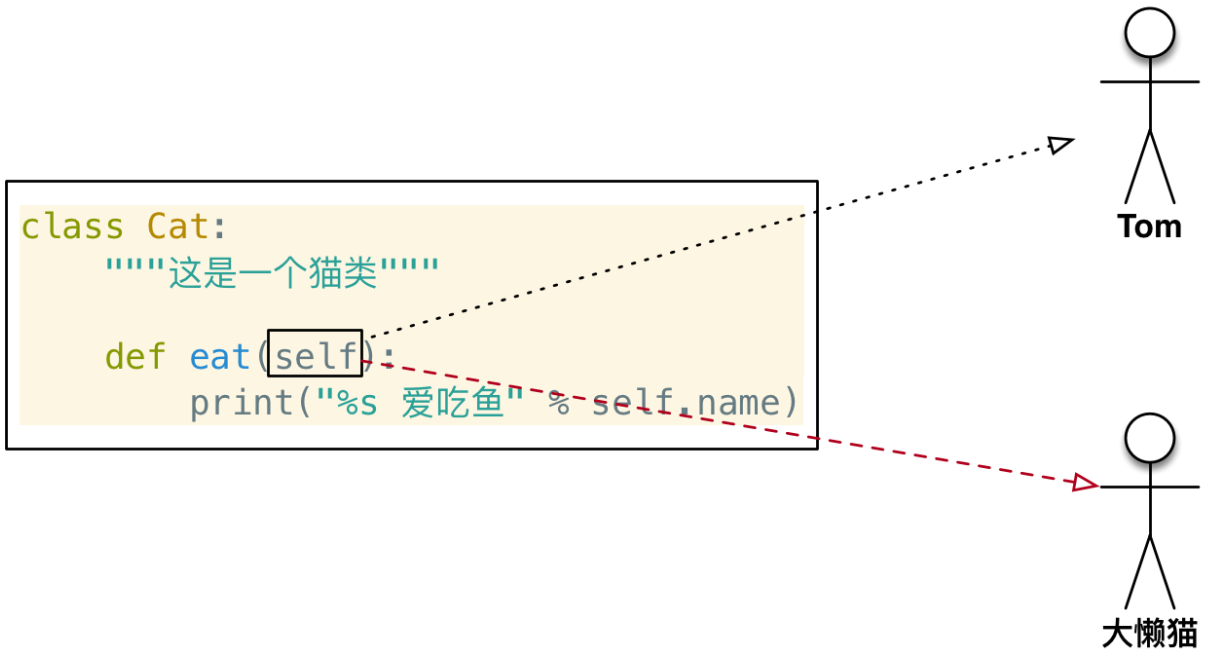 class Cat:
    """这是一个猫类"""
    def eat(self):
        print("%s 爱吃鱼" % self.name)
Tom
大懒猫